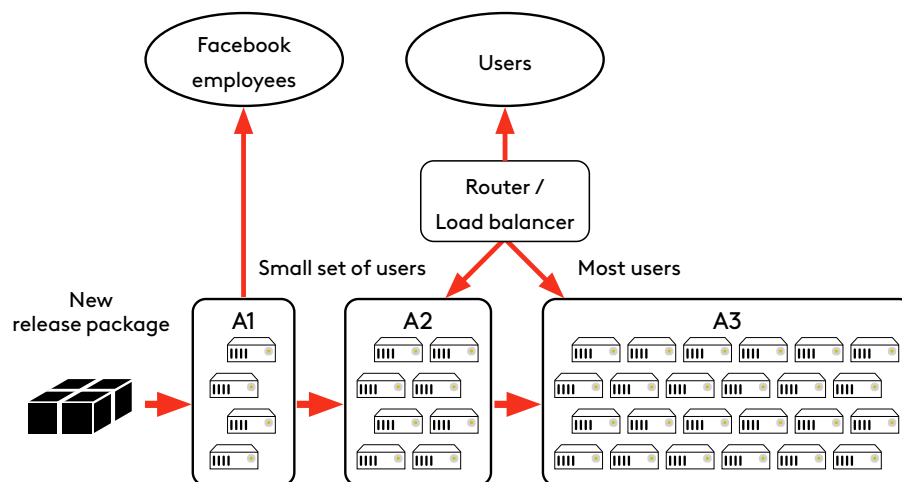 Facebook
employees
Users
Router /
Load balancer
Small set of users
Most users
New
release package
A1
A2
A3